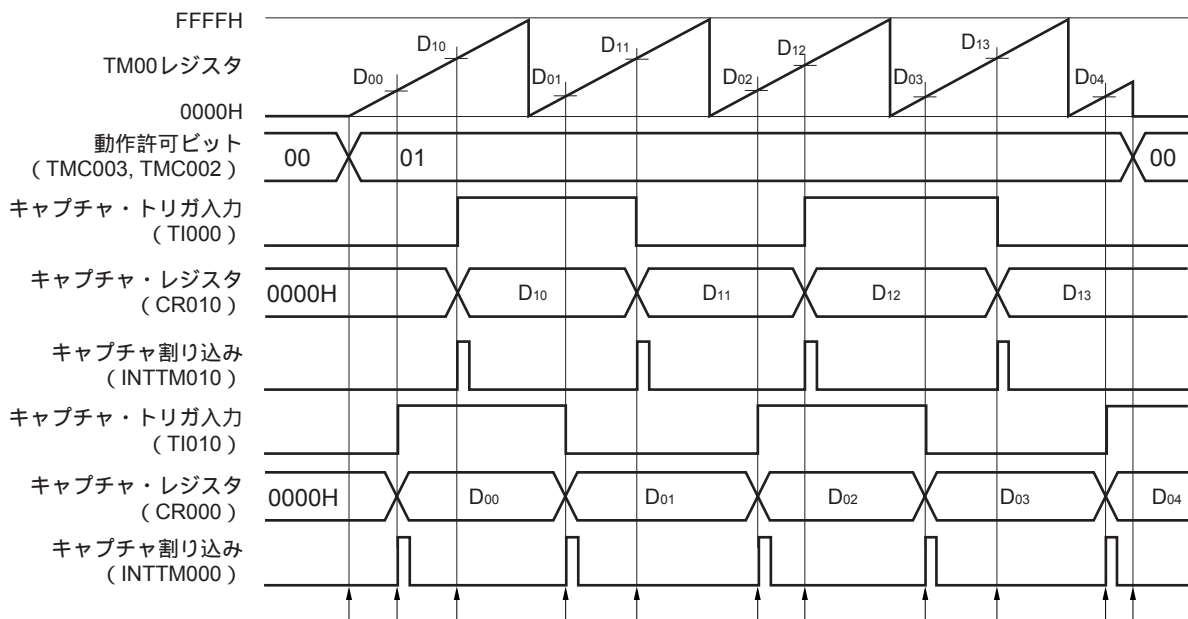 FFFFH
TM00レジスタ
0000H
D10
D11
D12
D13
D00
D01
D02
D03
D04
動作許可ビット
(TMC003, TMC002)
00
01
00
キャプチャ・トリガ入力
(TI000)
キャプチャ・レジスタ
(CR010)
0000H
D10
D11
D12
D13
キャプチャ割り込み
(INTTM010)
キャプチャ・トリガ入力
(TI010)
キャプチャ・レジスタ
(CR000)
0000H
D00
D01
D02
D03
D04
キャプチャ割り込み
(INTTM000)